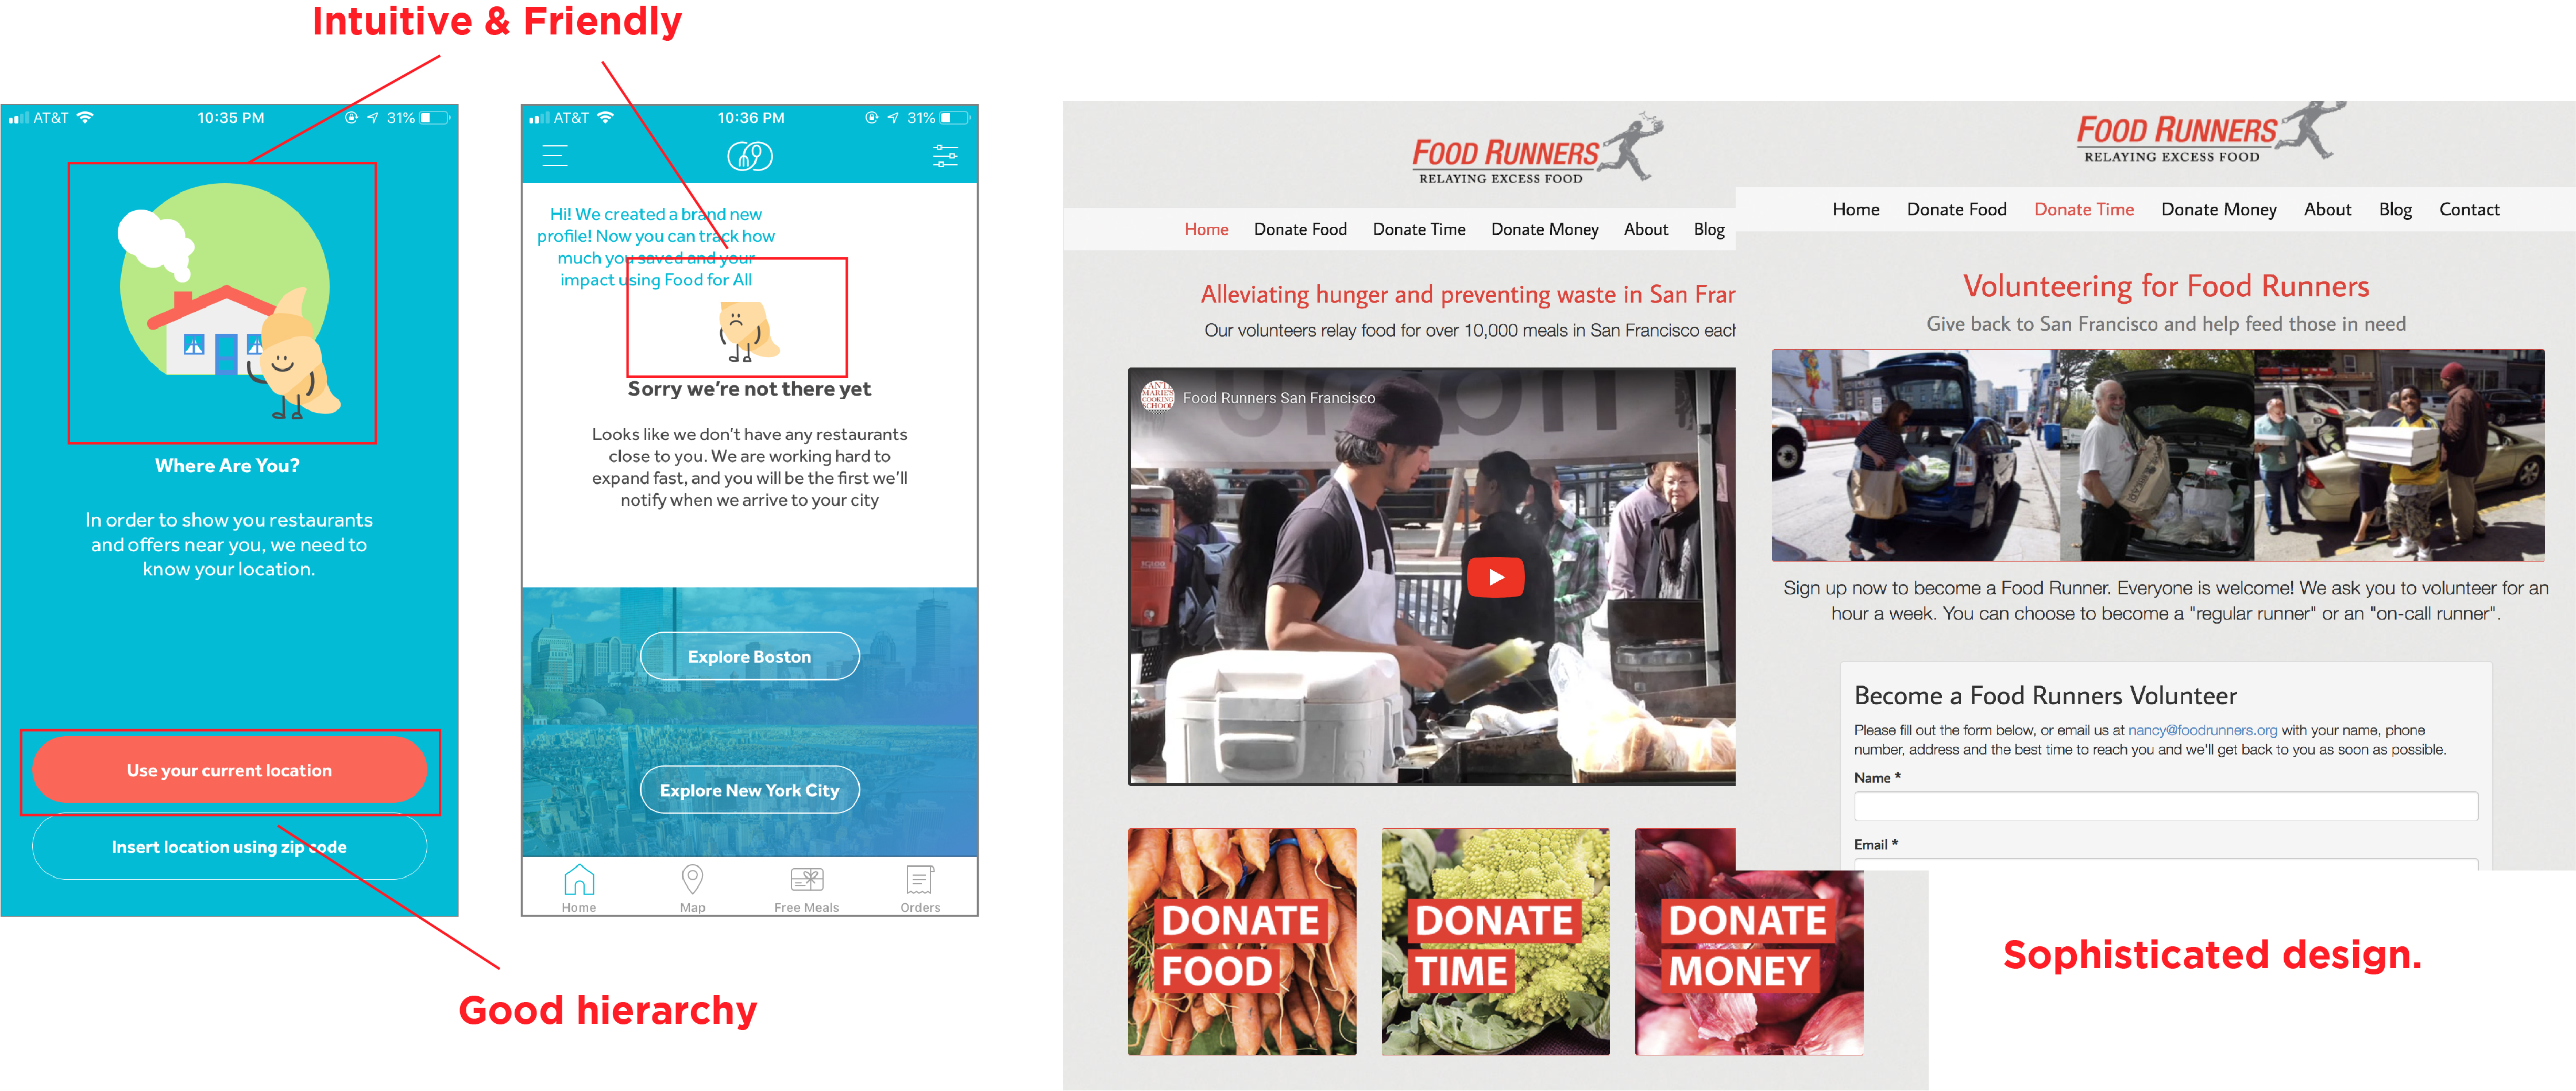 Intuitive & Friendly
AT&T
10:35 PM
31%
Where Are You?
In order to show you restaurants
and offers near you, we need to
know your location.
Use your current location
Insert location using zip code
Good hierarchy
AT&T
10:36 PM
31%
Hi! We created a brand new
profile! Now you can track how
much you saved and your
impact using Food for All
Sorry we're not there yet
Looks like we don't have any restaurants
close to you. We are working hard to
expand fast, and you will be the first we'll
notify when we arrive to your city
Explore Boston
Explore New York City
Home
Map
Free Meals
Orders
FOOD RUNNERS
RELAYING EXCESS FOOD
Home Donate Food Donate Time Donate Money About Blog
Alleviating hunger and preventing waste in San Fran
Our volunteers relay food for over 10,000 meals in San Francisco each
MARIE'S
COOKING
SCHOOL
Food Runners San Francisco
DONATE
FOOD
DONATE
TIME
DONATE
MONEY
FOOD RUNNERS
RELAYING EXCESS FOOD
Home Donate Food Donate Time Donate Money About Blog Contact
Volunteering for Food Runners
Give back to San Francisco and help feed those in need
Sign up now to become a Food Runner. Everyone is welcome! We ask you to volunteer for an
hour a week. You can choose to become a "regular runner" or an "on-call runner".
Become a Food Runners Volunteer
Please fill out the form below, or email us at nancy@foodrunners.org with your name, phone
number, address and the best time to reach you and we'll get back to you as soon as possible.
Name *
Email *
Sophisticated design.